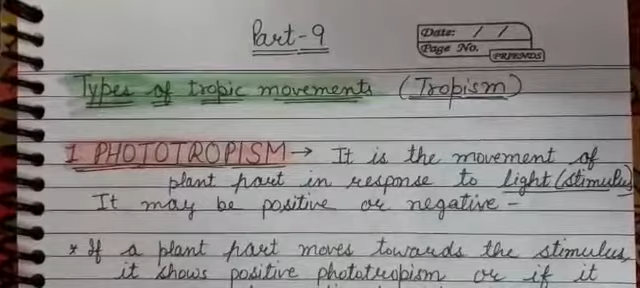 Part-9
Date: / /
Page No.
FRIENDS
Types of tropic movements (Tropism)
1 PHOTOTROPISM → It is the movement of
plant part in response to light (stimulus)
It may be positive or negative -
* If a plant part moves towards the stimulus
it shows positive phototropism or if it